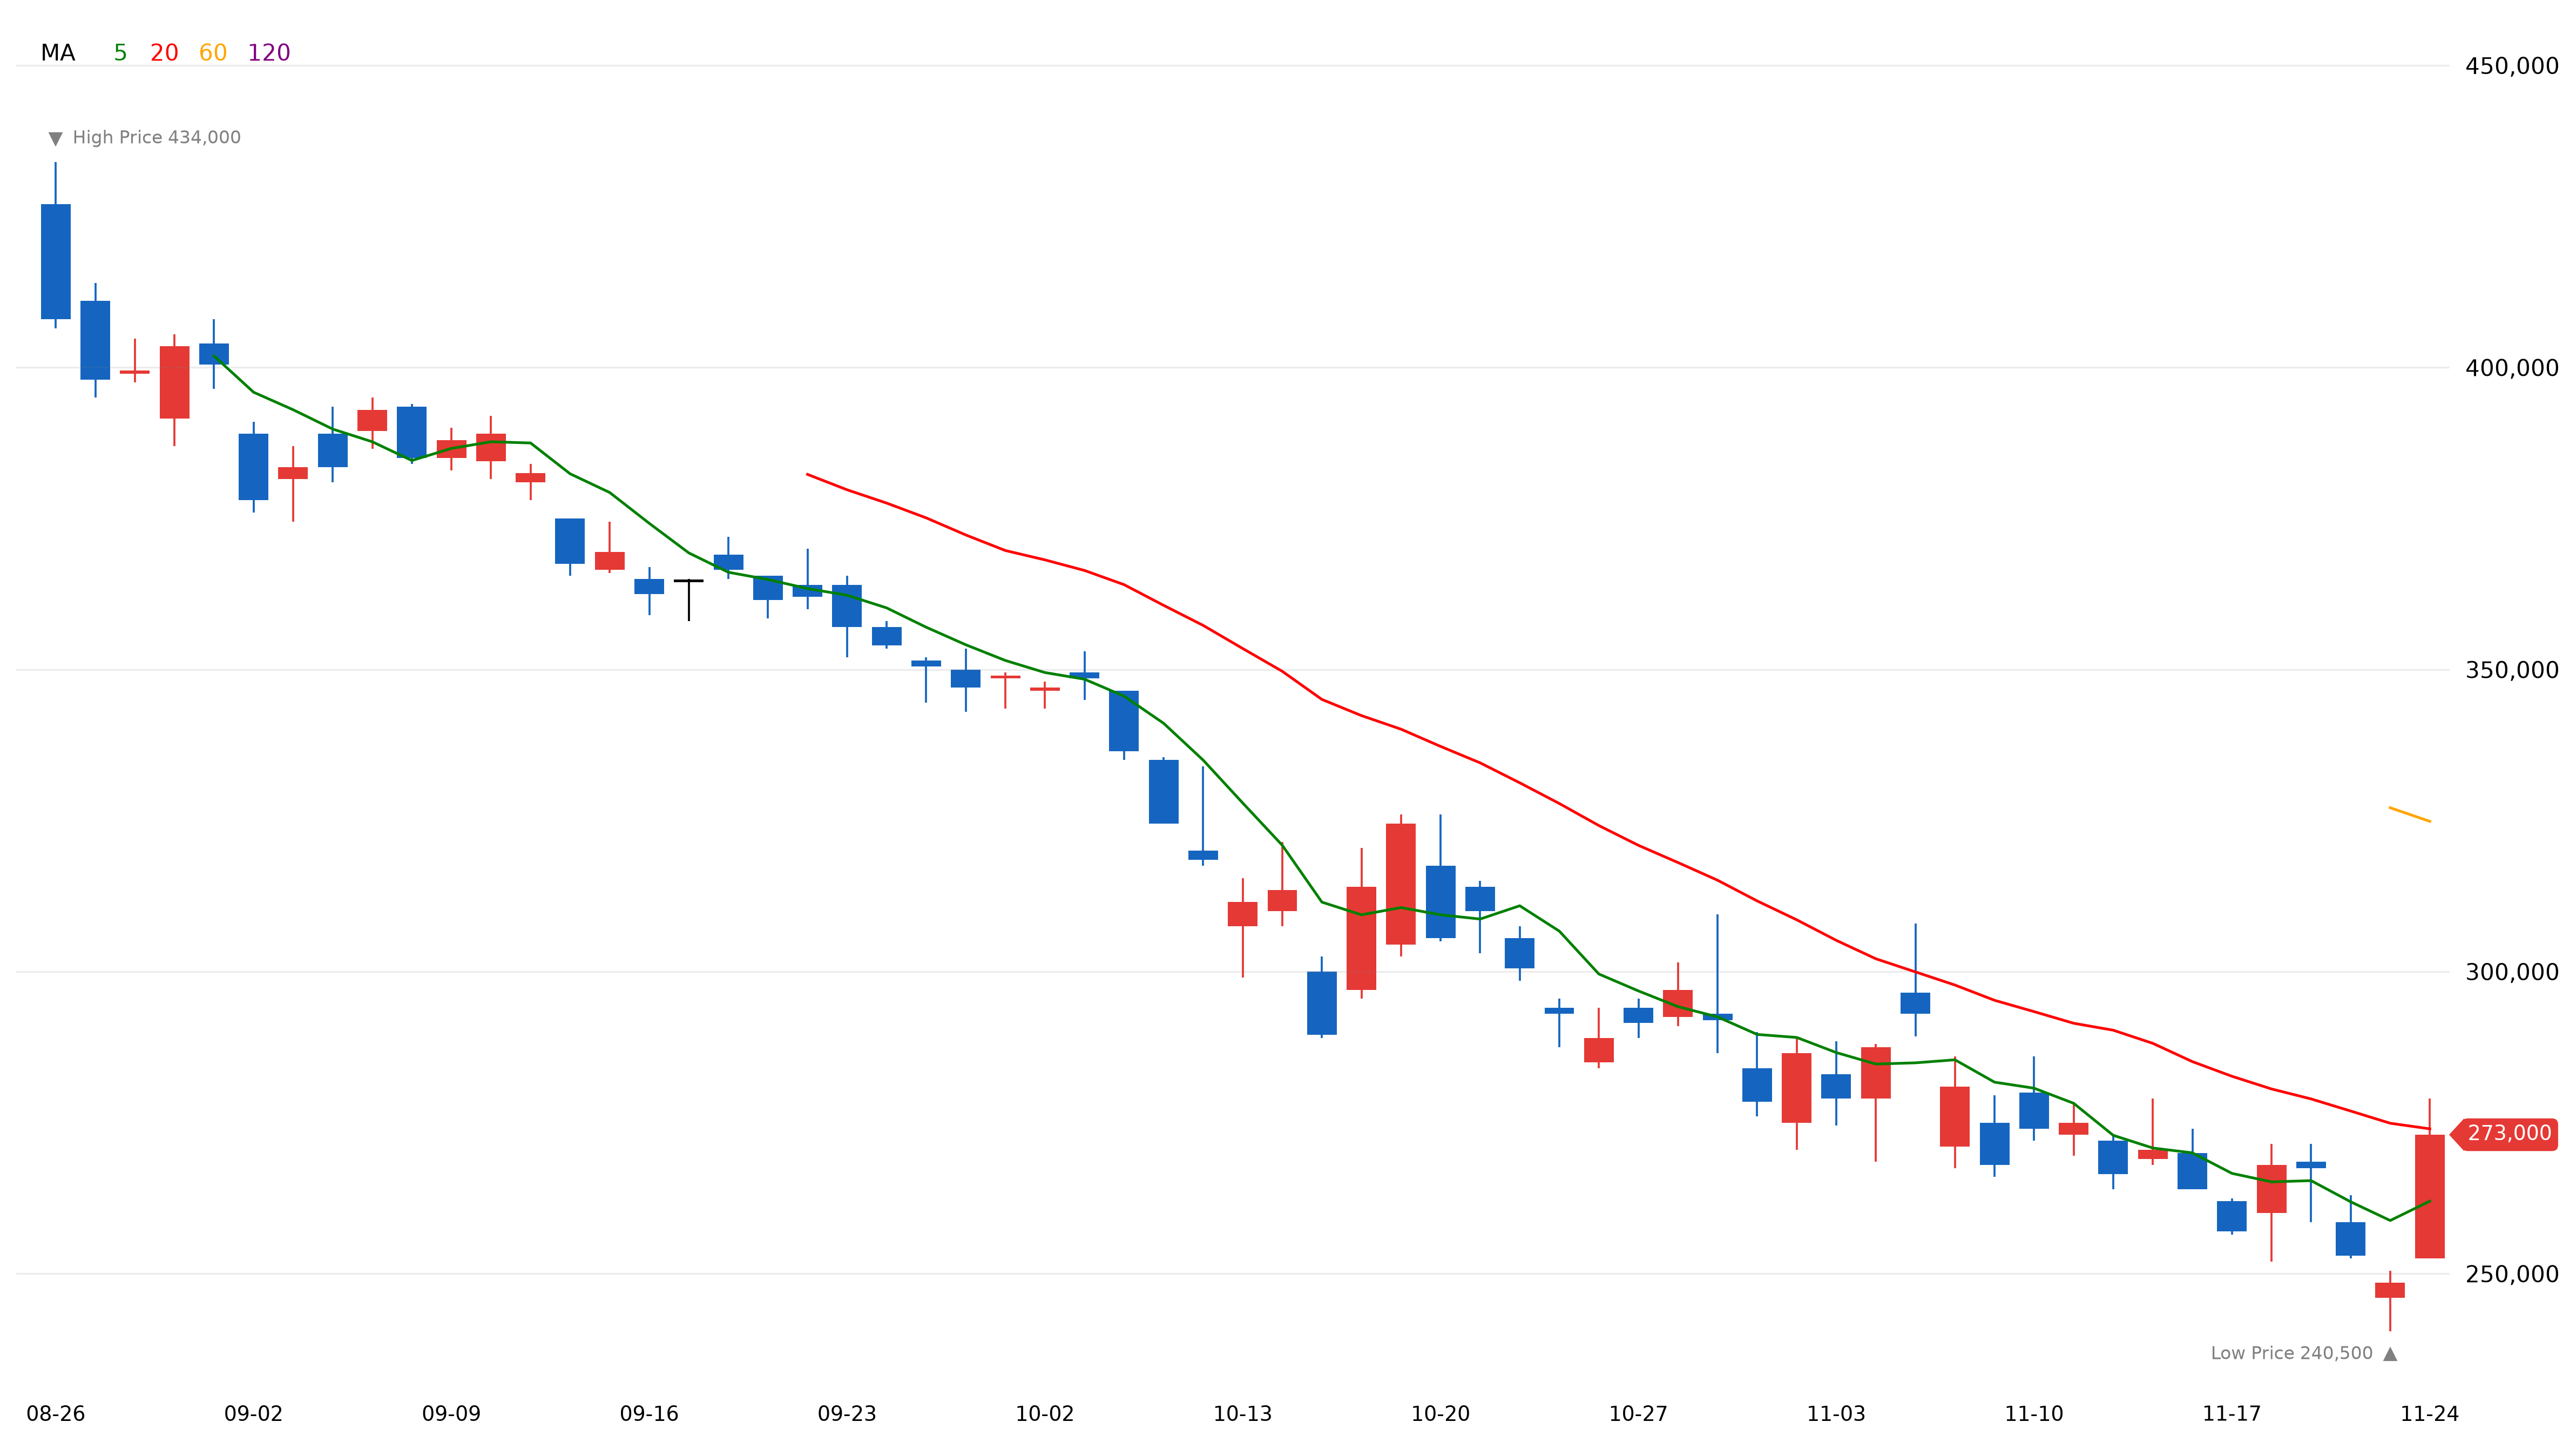 MA 5 20 60 120
450,000
▼ High Price 434,000
400,000
350,000
300,000
273,000
250,000
Low Price 240,500 ▲
08-26 09-02 09-09 09-16 09-23 10-02 10-13 10-20 10-27 11-03 11-10 11-17 11-24